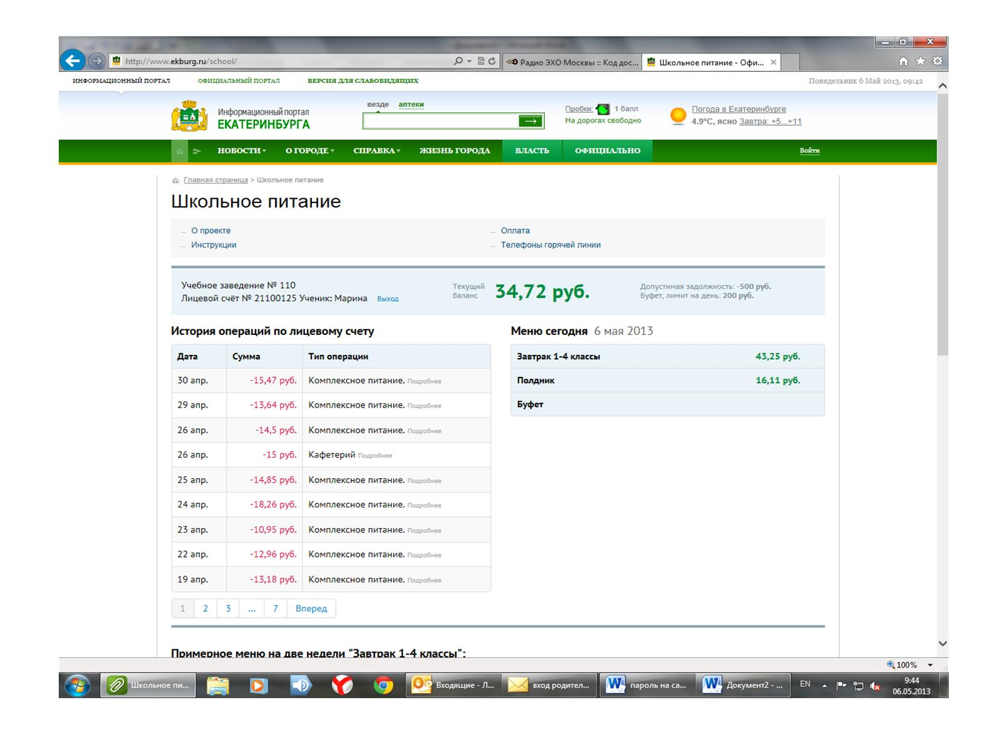 http://www.ekburg.ru/school/
Радио ЭХО Москвы :: Код дос...
Школьное питание - Офи...
ИНФОРМАЦИОННЫЙ ПОРТАЛ
ОФИЦИАЛЬНЫЙ ПОРТАЛ
ВЕРСИЯ ДЛЯ СЛАБОВИДЯЩИХ
Понедельник 6 Май 2013, 09:42
Информационный портал
ЕКАТЕРИНБУРГА
везде аптеки
Пробки: 1 балл
На дорогах свободно
Погода в Екатеринбурге
4.9°C, ясно Завтра: +5...+11
НОВОСТИ О ГОРОДЕ СПРАВКА ЖИЗНЬ ГОРОДА ВЛАСТЬ ОФИЦИАЛЬНО Войти
Главная страница > Школьное питание
Школьное питание
О проекте
Инструкции
Оплата
Телефоны горячей линии
Учебное заведение № 110
Лицевой счёт № 21100125 Ученик: Марина Выход
Текущий
баланс
34,72 руб.
Допустимая задолжность: -500 руб.
Буфет, лимит на день: 200 руб.
История операций по лицевому счету
Дата Сумма Тип операции
30 апр. -15,47 руб. Комплексное питание. Подробнее
29 апр. -13,64 руб. Комплексное питание. Подробнее
26 апр. -14,5 руб. Комплексное питание. Подробнее
26 апр. -15 руб. Кафетерий Подробнее
25 апр. -14,85 руб. Комплексное питание. Подробнее
24 апр. -18,26 руб. Комплексное питание. Подробнее
23 апр. -10,95 руб. Комплексное питание. Подробнее
22 апр. -12,96 руб. Комплексное питание. Подробнее
19 апр. -13,18 руб. Комплексное питание. Подробнее
1 2 3 ... 7 Вперед
Меню сегодня 6 мая 2013
Завтрак 1-4 классы 43,25 руб.
Полдник 16,11 руб.
Буфет
Примерное меню на две недели "Завтрак 1-4 классы":
100%
Школьное пи...
Входящие - Л...
вход родител...
пароль на са...
Документ2 - ...
EN
9:44
06.05.2013